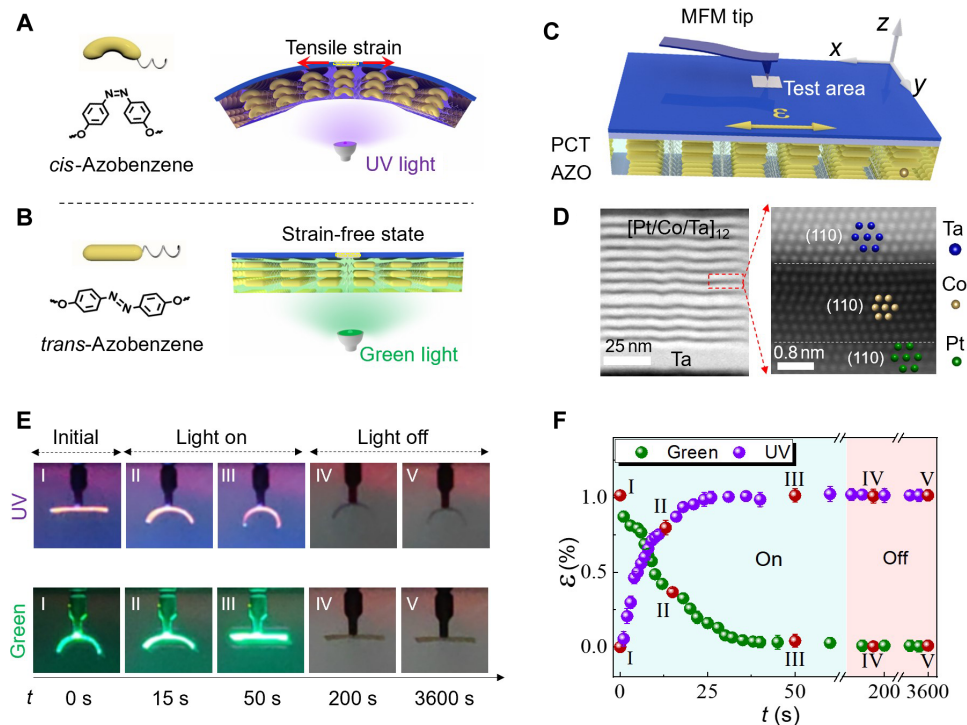 A
Tensile strain
N=N
O
O
cis-Azobenzene
UV light
B
Strain-free state
O
N
N
O
trans-Azobenzene
Green light
C
MFM tip
x
z
y
Test area
ε
PCT
AZO
D
[Pt/Co/Ta]12
25 nm
Ta
(110)
(110)
(110)
0.8 nm
Ta
Co
Pt
E
Initial
Light on
Light off
UV
I
II
III
IV
V
Green
I
II
III
IV
V
t
0 s
15 s
50 s
200 s
3600 s
F
Green
UV
ε (%)
1.0
0.5
0.0
I
II
III
IV
V
On
Off
I
II
III
IV
V
0
25
50
200
3600
t (s)